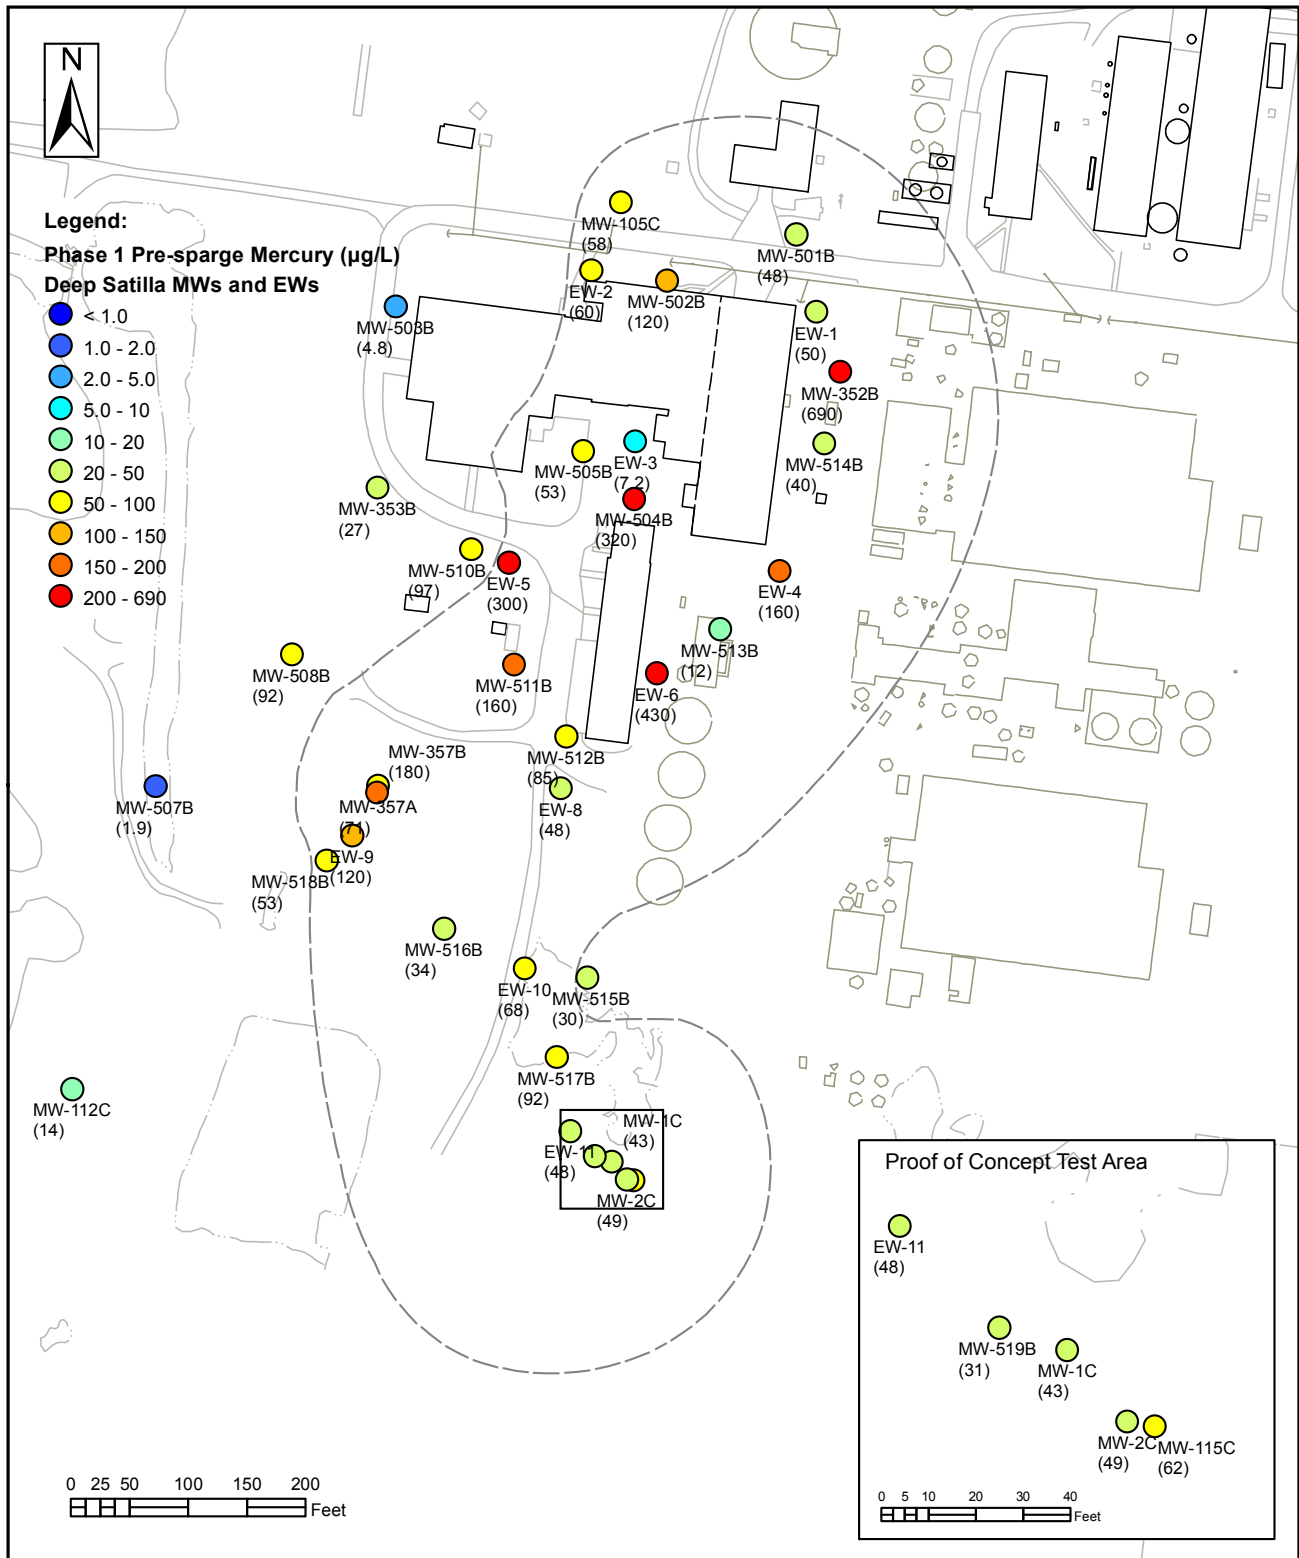 N
Legend:
Phase 1 Pre-sparge Mercury (µg/L)
Deep Satilla MWs and EWs
< 1.0
1.0 - 2.0
2.0 - 5.0
5.0 - 10
10 - 20
20 - 50
50 - 100
100 - 150
150 - 200
200 - 690
MW-105C
(58)
MW-501B
(48)
EW-2
(60)
MW-502B
(120)
MW-503B
(4.8)
EW-1
(50)
MW-352B
(690)
MW-505B
(53)
EW-3
(7.2)
MW-514B
(40)
MW-353B
(27)
MW-504B
(320)
MW-510B
(97)
EW-5
(300)
EW-4
(160)
MW-513B
(12)
MW-508B
(92)
MW-511B
(160)
EW-6
(430)
MW-512B
(85)
MW-357B
(180)
MW-357A
(71)
EW-8
(48)
MW-507B
(1.9)
EW-9
(120)
MW-518B
(53)
MW-516B
(34)
EW-10
(68)
MW-515B
(30)
MW-517B
(92)
MW-112C
(14)
MW-1C
(43)
EW-11
(48)
MW-2C
(49)
Proof of Concept Test Area
EW-11
(48)
MW-519B
(31)
MW-1C
(43)
MW-2C
(49)
MW-115C
(62)
0 5 10 20 30 40
Feet
0 25 50 100 150 200
Feet